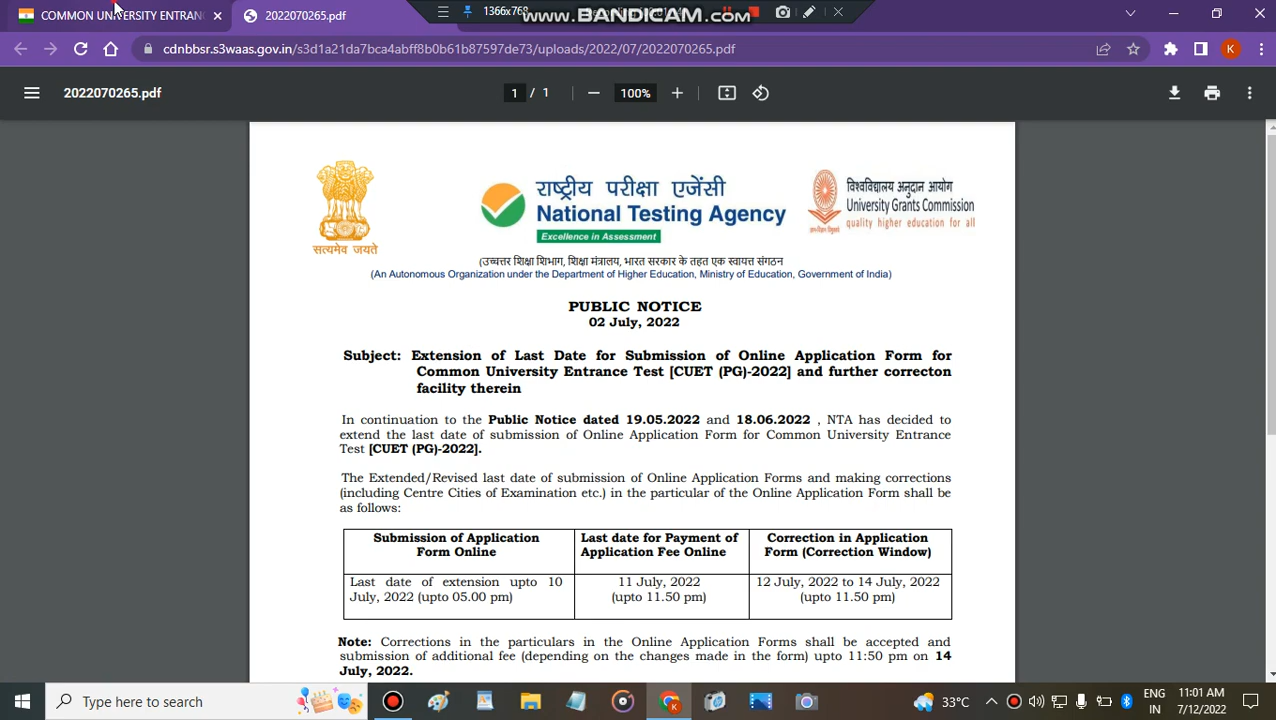 COMMON UNIVERSITY ENTRAN
2022070265.pdf
1366x768
WWW.BANDICAM.COM
cdnbbsr.s3waas.gov.in/s3d1a21da7bca4abff8b0b61b87597de73/uploads/2022/07/2022070265.pdf
K
2022070265.pdf
1 / 1
100%
सत्यमेव जयते
राष्ट्रीय परीक्षा एजेंसी
National Testing Agency
Excellence in Assessment
विश्वविद्यालय अनुदान आयोग
University Grants Commission
quality higher education for all
(उच्चत्तर शिक्षा शिभाग, शिक्षा मंत्रालय, भारत सरकार के तहत एक स्वायत्त संगठन
(An Autonomous Organization under the Department of Higher Education, Ministry of Education, Government of India)
PUBLIC NOTICE
02 July, 2022
Subject: Extension of Last Date for Submission of Online Application Form for
Common University Entrance Test [CUET (PG)-2022] and further correcton
facility therein
In continuation to the Public Notice dated 19.05.2022 and 18.06.2022 , NTA has decided to
extend the last date of submission of Online Application Form for Common University Entrance
Test [CUET (PG)-2022].
The Extended/Revised last date of submission of Online Application Forms and making corrections
(including Centre Cities of Examination etc.) in the particular of the Online Application Form shall be
as follows:
Submission of Application
Form Online
Last date for Payment of
Application Fee Online
Correction in Application
Form (Correction Window)
Last date of extension upto 10
July, 2022 (upto 05.00 pm)
11 July, 2022
(upto 11.50 pm)
12 July, 2022 to 14 July, 2022
(upto 11.50 pm)
Note: Corrections in the particulars in the Online Application Forms shall be accepted and
submission of additional fee (depending on the changes made in the form) upto 11:50 pm on 14
July, 2022.
Type here to search
33°C
ENG
IN
11:01 AM
7/12/2022